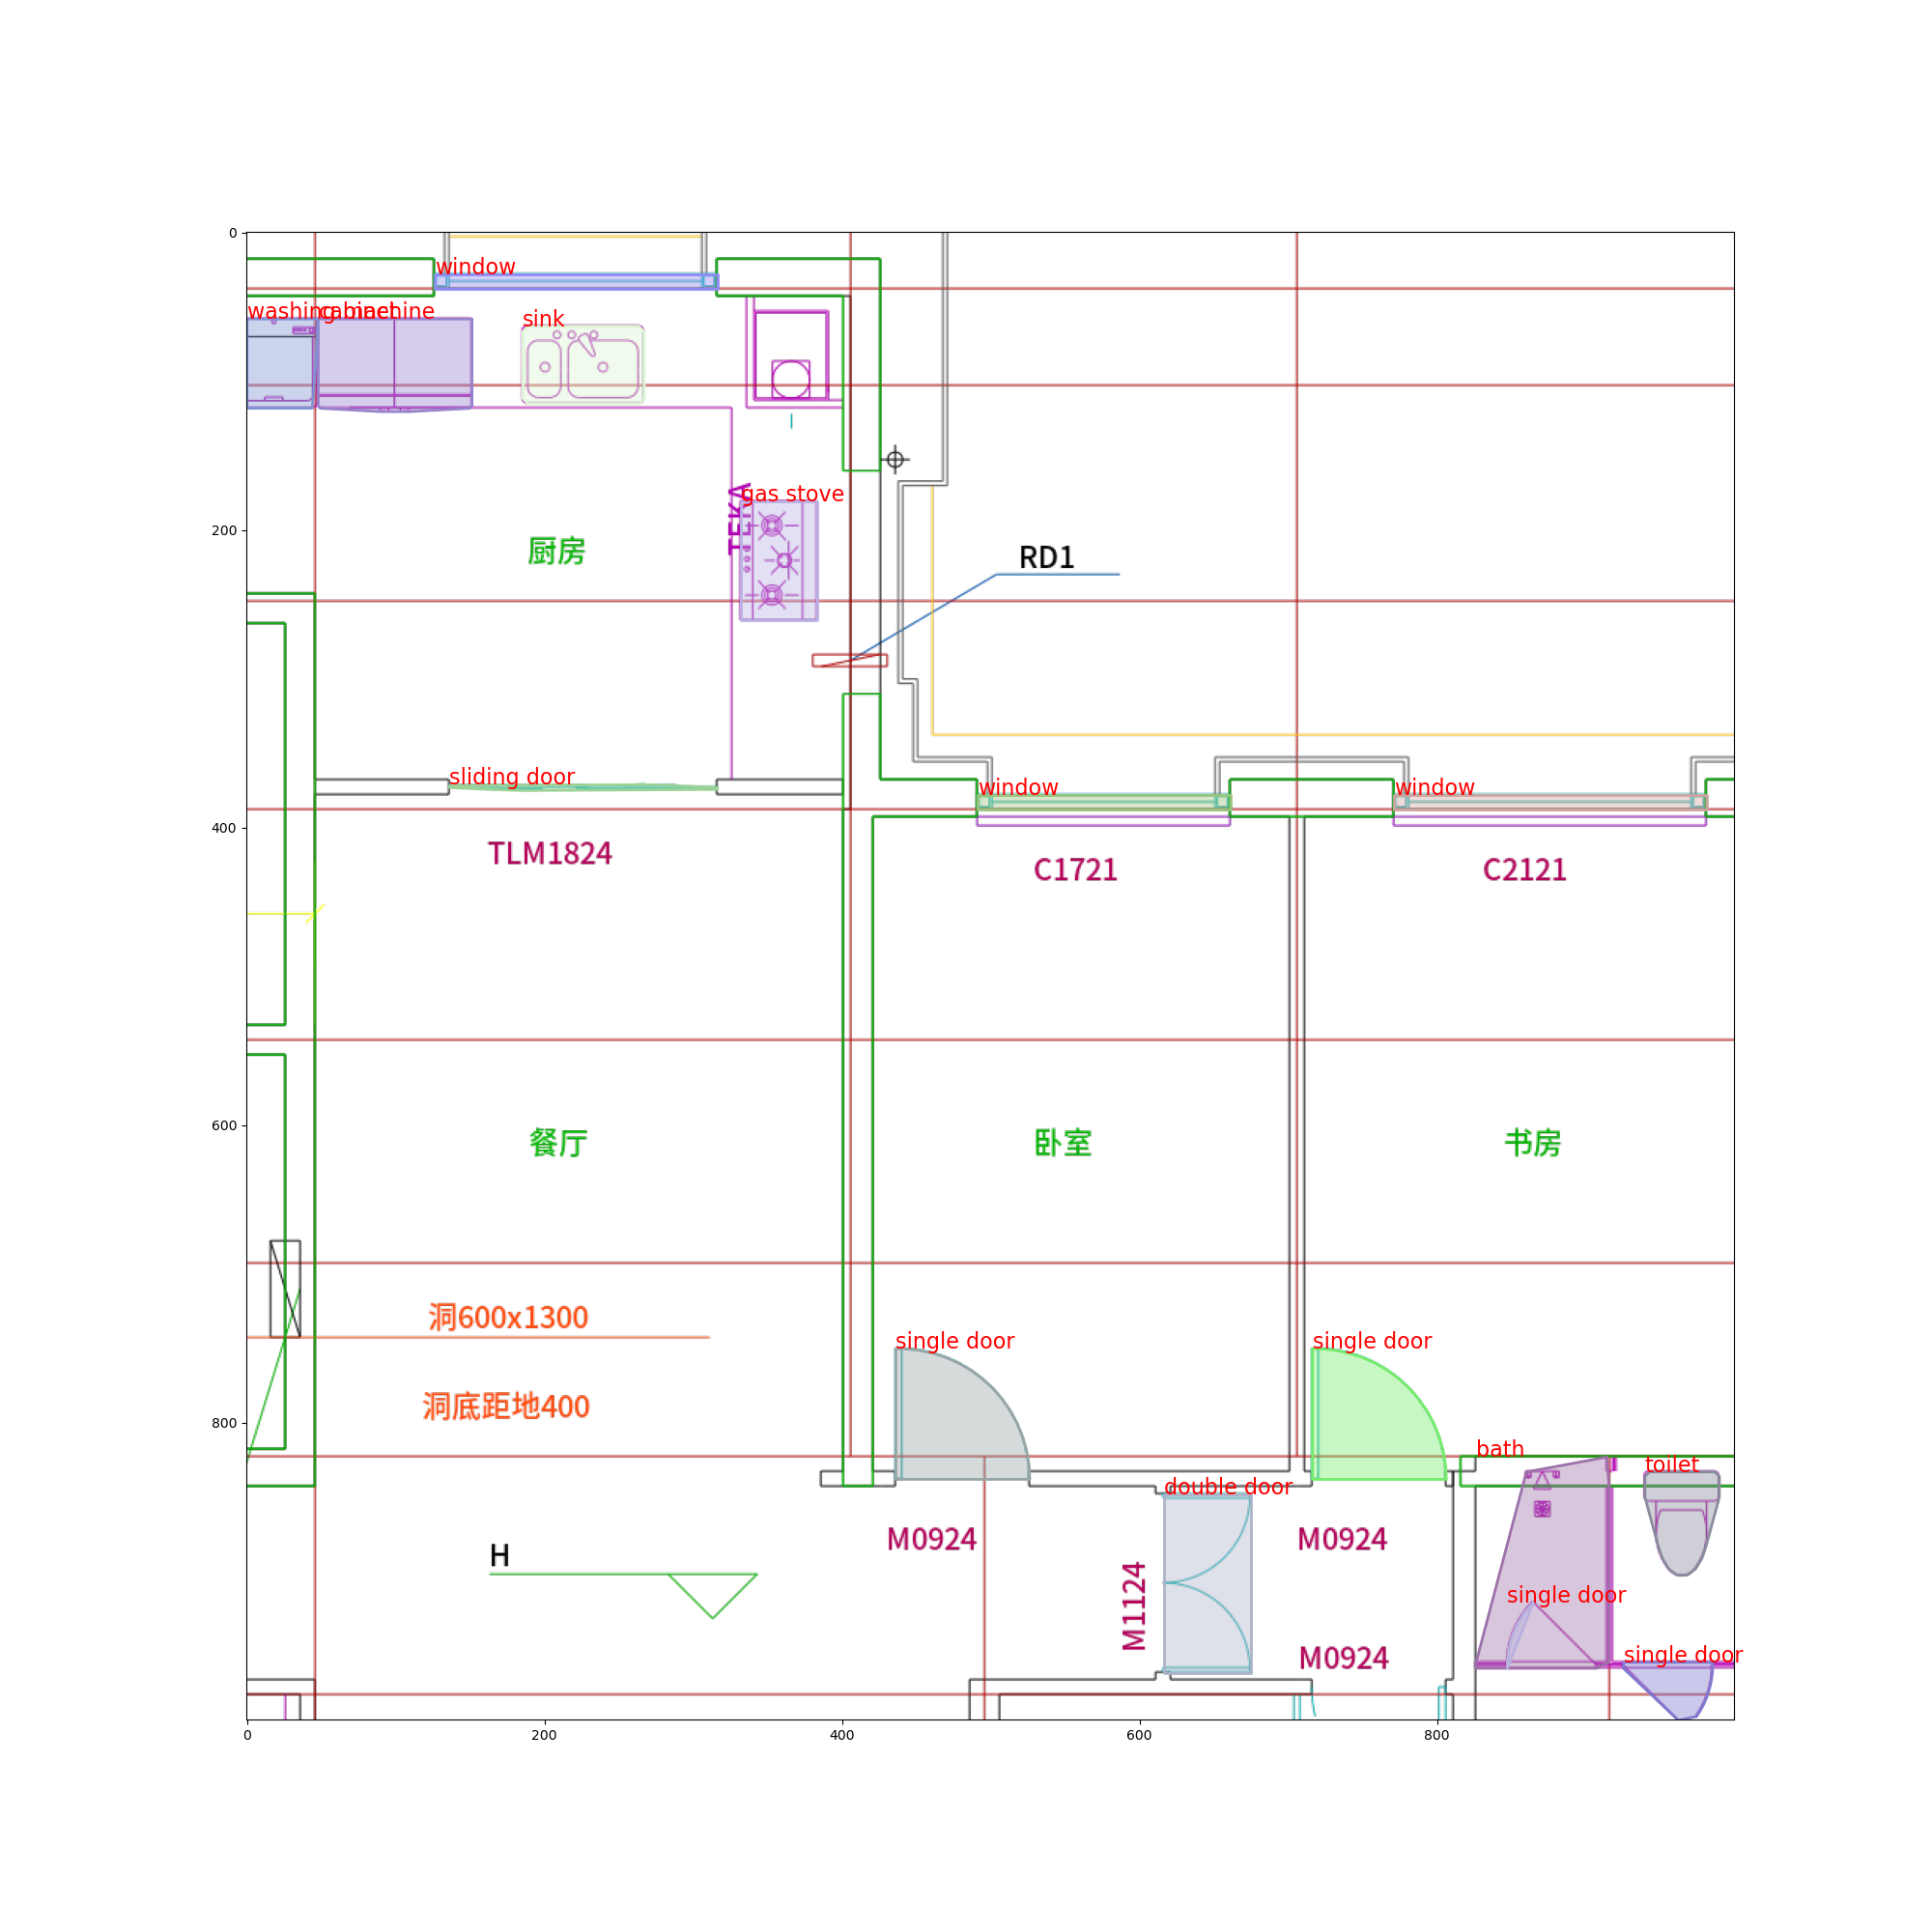 0
window
washing machine
cabinet
sink
gas stove
200
厨房
RD1
sliding door
window
window
400
TLM1824
C1721
C2121
600
餐厅
卧室
书房
洞600x1300
single door
single door
洞底距地400
800
bath
toilet
double door
M0924
M0924
H
M1124
single door
M0924
single door
0
200
400
600
800